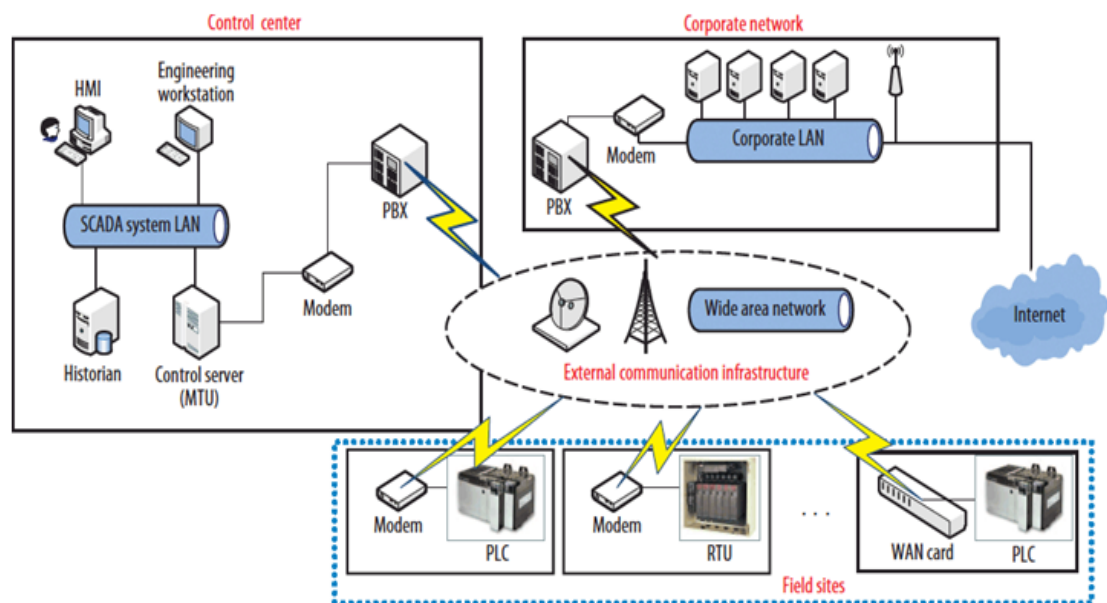 Control center
HMI
Engineering
workstation
SCADA system LAN
Historian
Control server
(MTU)
Modem
PBX
Corporate network
PBX
Modem
Corporate LAN
Internet
Wide area network
External communication infrastructure
Modem
PLC
Modem
RTU
. . .
WAN card
PLC
Field sites